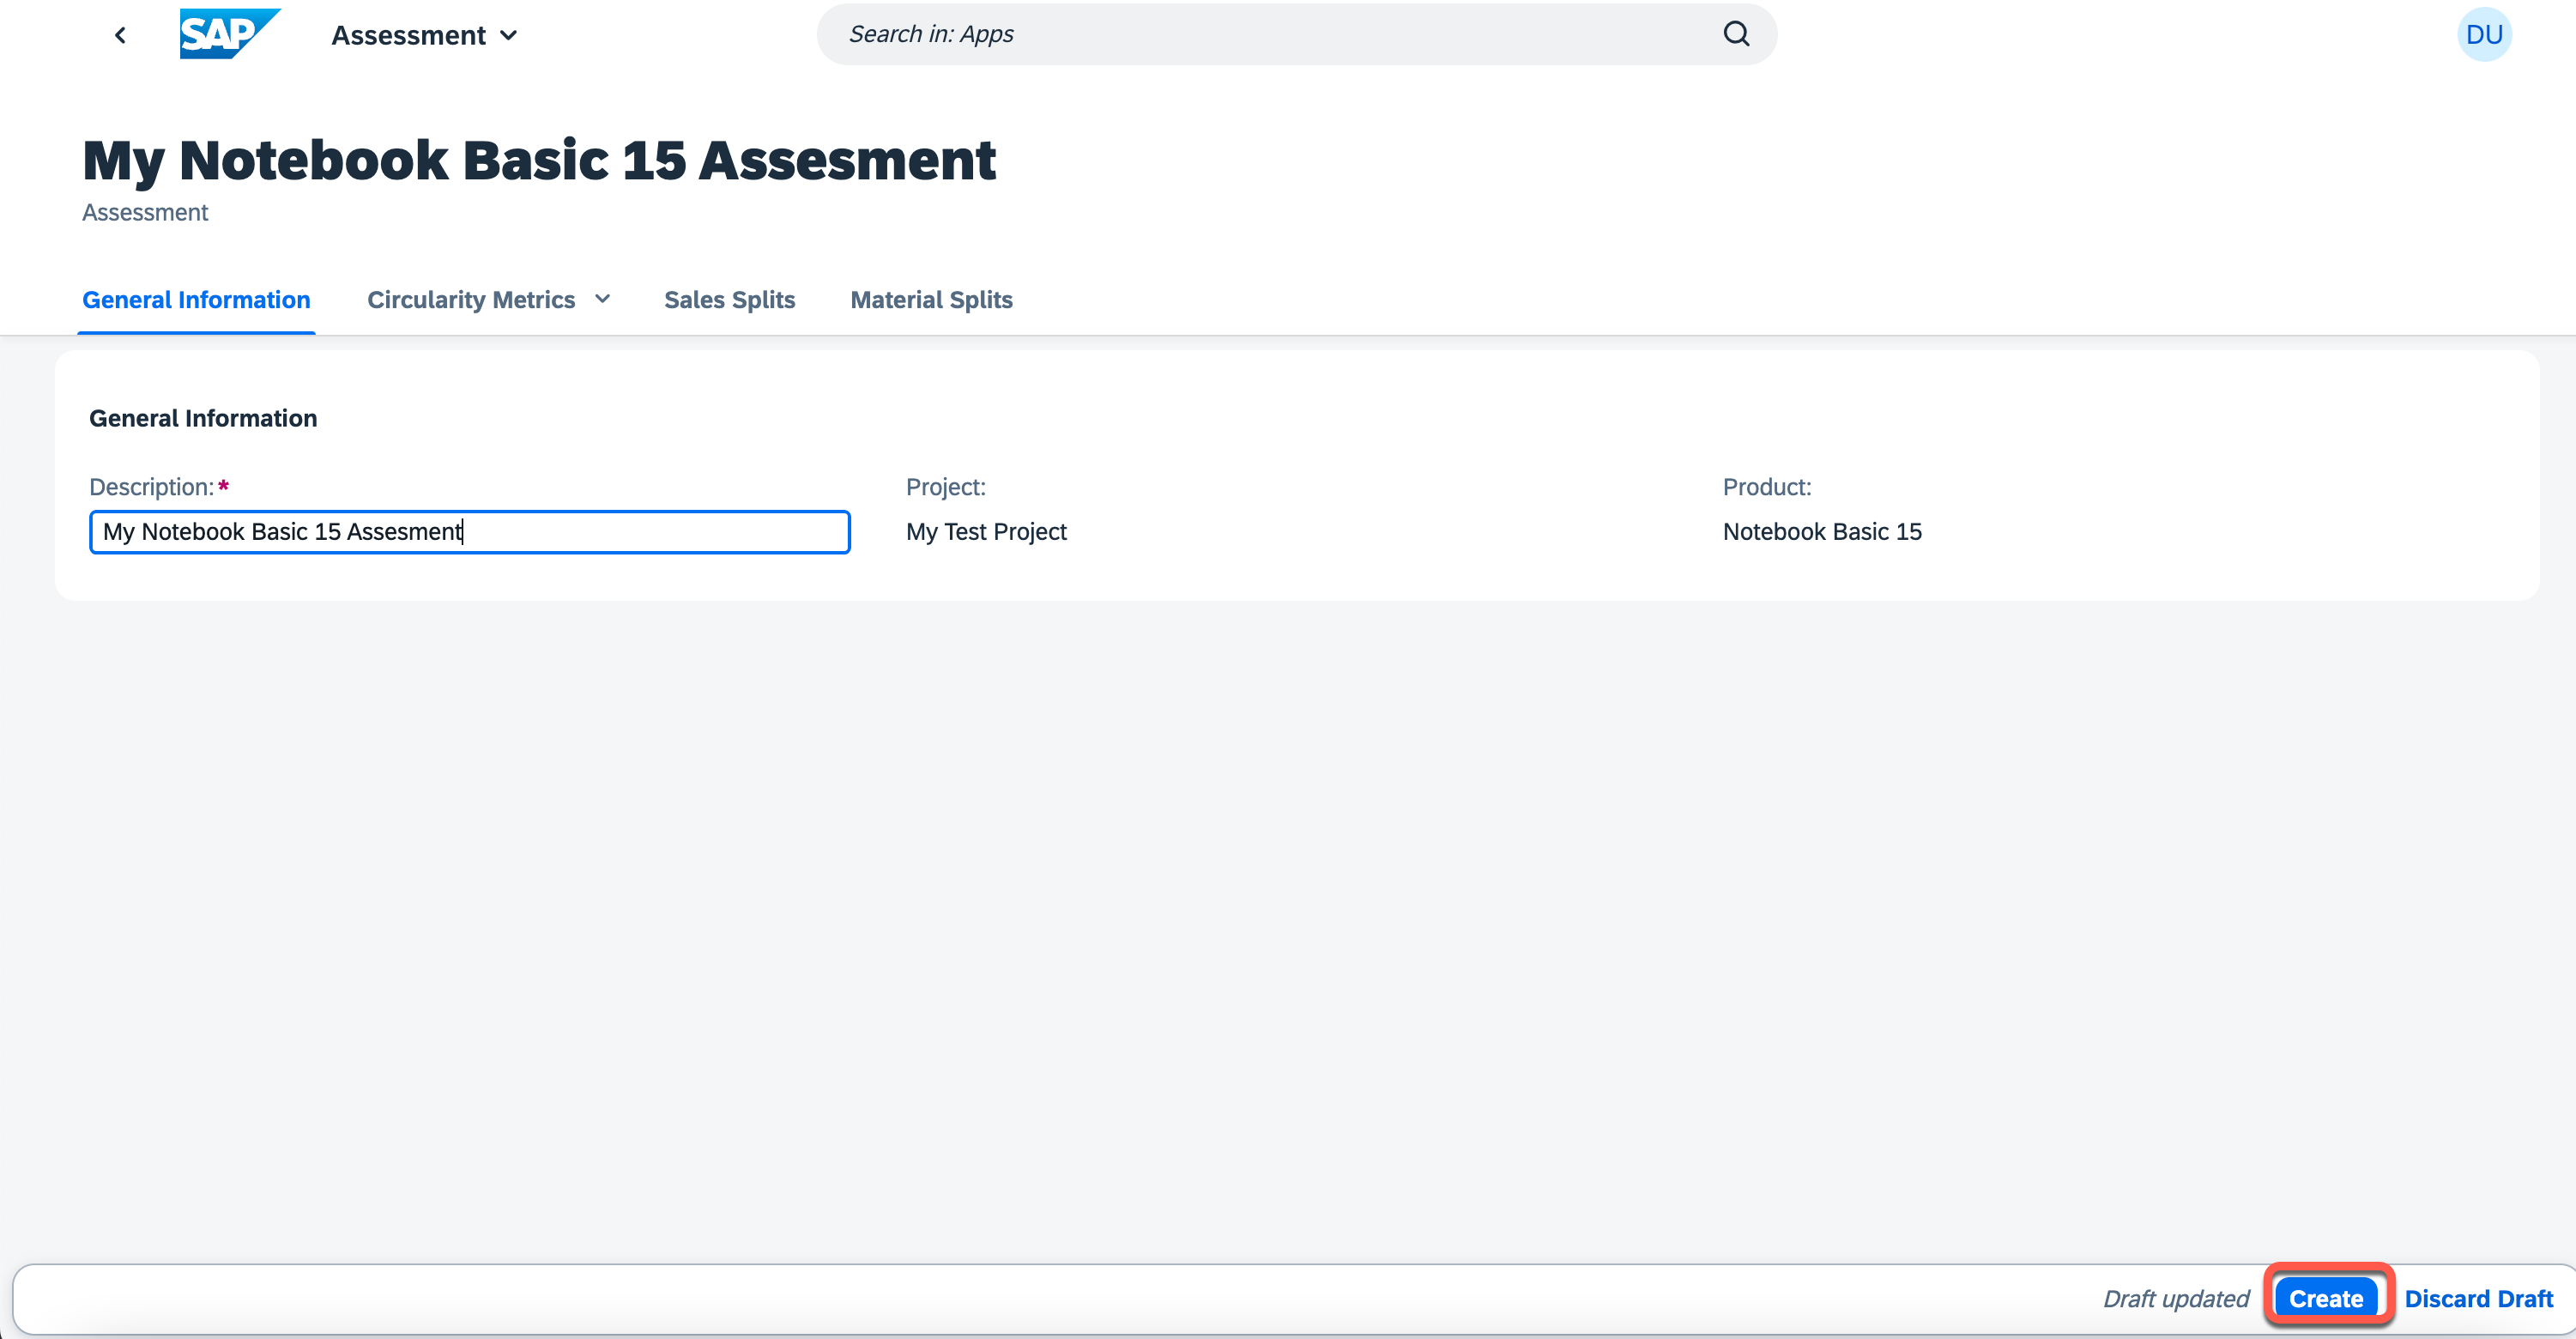 SAP Assessment Search in: Apps DU
My Notebook Basic 15 Assesment
Assessment
General Information Circularity Metrics Sales Splits Material Splits
General Information
Description:* Project: Product:
My Notebook Basic 15 Assesment My Test Project Notebook Basic 15
Draft updated Create Discard Draft